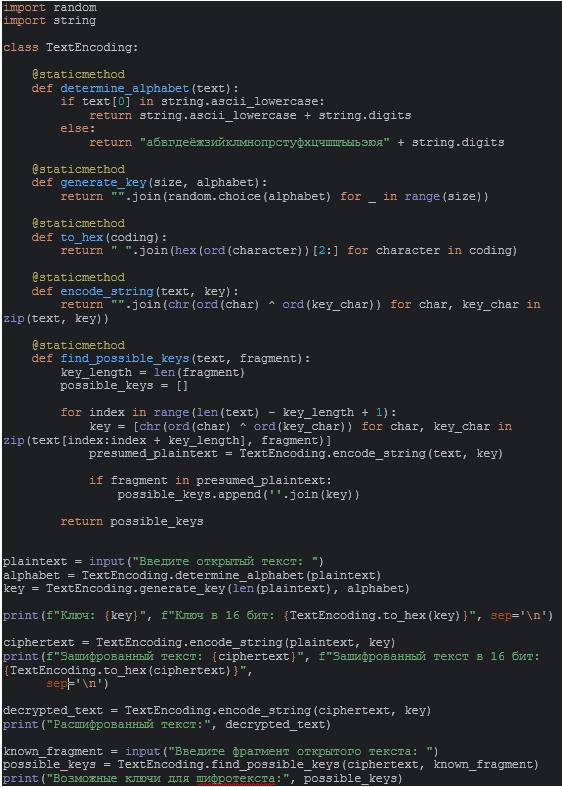 import random
import string

class TextEncoding:

    @staticmethod
    def determine_alphabet(text):
        if text[0] in string.ascii_lowercase:
            return string.ascii_lowercase + string.digits
        else:
            return "абвгдеёжзийклмнопрстуфхцчшщъыьэюя" + string.digits

    @staticmethod
    def generate_key(size, alphabet):
        return "".join(random.choice(alphabet) for _ in range(size))

    @staticmethod
    def to_hex(coding):
        return " ".join(hex(ord(character))[2:] for character in coding)

    @staticmethod
    def encode_string(text, key):
        return "".join(chr(ord(char) ^ ord(key_char)) for char, key_char in
zip(text, key))

    @staticmethod
    def find_possible_keys(text, fragment):
        key_length = len(fragment)
        possible_keys = []

        for index in range(len(text) - key_length + 1):
            key = [chr(ord(char) ^ ord(key_char)) for char, key_char in
zip(text[index:index + key_length], fragment)]
            presumed_plaintext = TextEncoding.encode_string(text, key)

            if fragment in presumed_plaintext:
                possible_keys.append(''.join(key))

        return possible_keys


plaintext = input("Введите открытый текст: ")
alphabet = TextEncoding.determine_alphabet(plaintext)
key = TextEncoding.generate_key(len(plaintext), alphabet)

print(f"Ключ: {key}", f"Ключ в 16 бит: {TextEncoding.to_hex(key)}", sep='\n')

ciphertext = TextEncoding.encode_string(plaintext, key)
print(f"Зашифрованный текст: {ciphertext}", f"Зашифрованный текст в 16 бит:
{TextEncoding.to_hex(ciphertext)}",
      sep='\n')

decrypted_text = TextEncoding.encode_string(ciphertext, key)
print("Расшифрованный текст:", decrypted_text)

known_fragment = input("Введите фрагмент открытого текста: ")
possible_keys = TextEncoding.find_possible_keys(ciphertext, known_fragment)
print("Возможные ключи для шифротекста:", possible_keys)